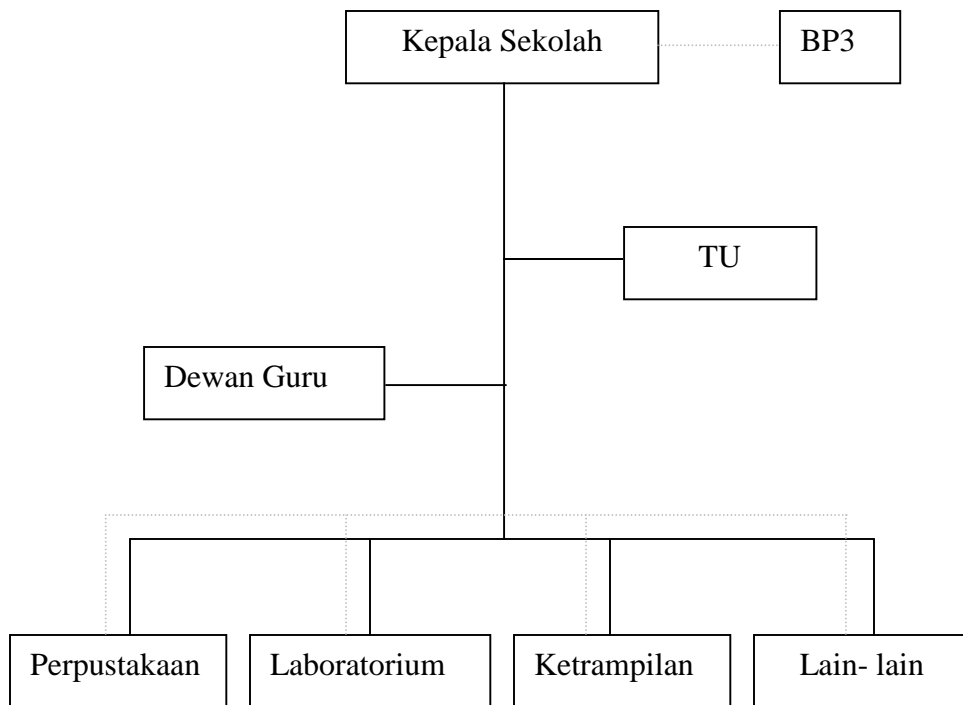 Kepala Sekolah
BP3
TU
Dewan Guru
Perpustakaan
Laboratorium
Ketrampilan
Lain- lain